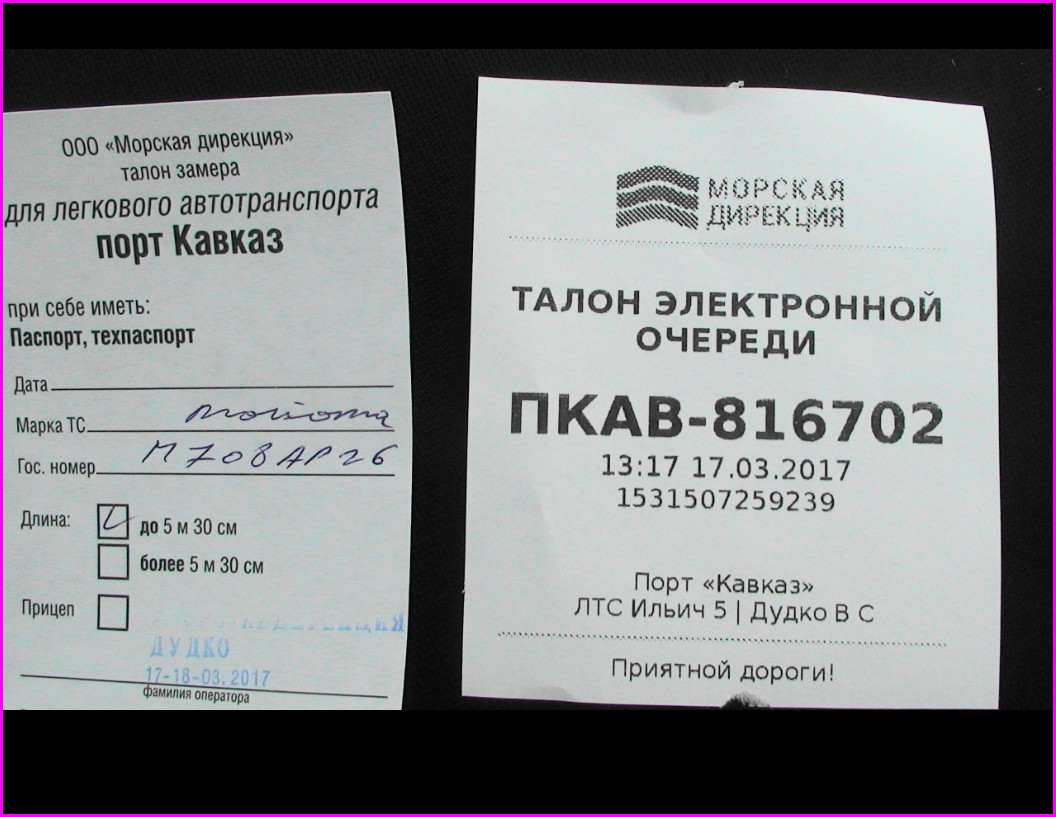 ООО «Морская дирекция»
талон замера
для легкового автотранспорта
порт Кавказ
при себе иметь:
Паспорт, техпаспорт
Дата
Марка ТС
Гос. номер М708АР26
Длина: до 5 м 30 см
более 5 м 30 см
Прицеп
ДУДКО
17-18-03.2017
фамилия оператора
МОРСКАЯ
ДИРЕКЦИЯ
ТАЛОН ЭЛЕКТРОННОЙ
ОЧЕРЕДИ
ПКАВ-816702
13:17 17.03.2017
1531507259239
Порт «Кавказ»
ЛТС Ильич 5 | Дудко В С
Приятной дороги!